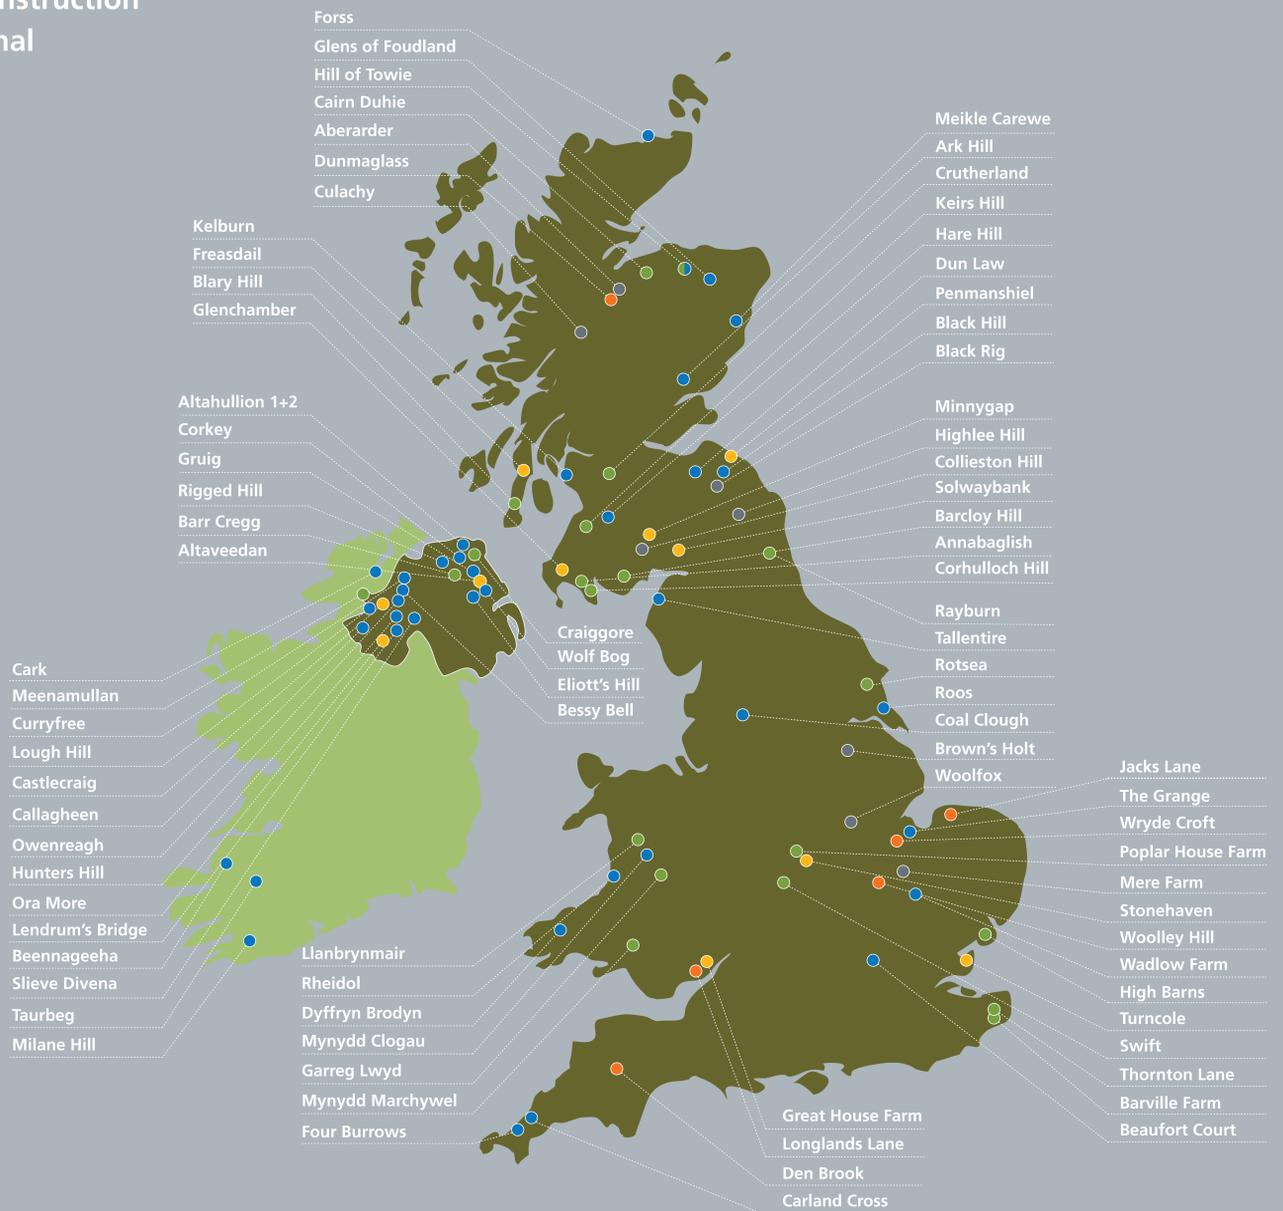 nstruction
nal
Forss
Glens of Foudland
Hill of Towie
Cairn Duhie
Aberarder
Dunmaglass
Culachy
Kelburn
Freasdail
Blary Hill
Glenchamber
Altahullion 1+2
Corkey
Gruig
Rigged Hill
Barr Cregg
Altaveedan
Meikle Carewe
Ark Hill
Crutherland
Keirs Hill
Hare Hill
Dun Law
Penmanshiel
Black Hill
Black Rig
Minnygap
Highlee Hill
Collieston Hill
Solwaybank
Barcloy Hill
Annabaglish
Corhulloch Hill
Rayburn
Tallentire
Rotsea
Roos
Coal Clough
Brown's Holt
Woolfox
Craiggore
Wolf Bog
Eliott's Hill
Bessy Bell
Cark
Meenamullan
Curryfree
Lough Hill
Castlecraig
Callagheen
Owenreagh
Hunters Hill
Ora More
Lendrum's Bridge
Beennageeha
Slieve Divena
Taurbeg
Milane Hill
Llanbrynmair
Rheidol
Dyffryn Brodyn
Mynydd Clogau
Garreg Lwyd
Mynydd Marchywel
Four Burrows
Jacks Lane
The Grange
Wryde Croft
Poplar House Farm
Mere Farm
Stonehaven
Woolley Hill
Wadlow Farm
High Barns
Turncole
Swift
Thornton Lane
Barville Farm
Beaufort Court
Great House Farm
Longlands Lane
Den Brook
Carland Cross